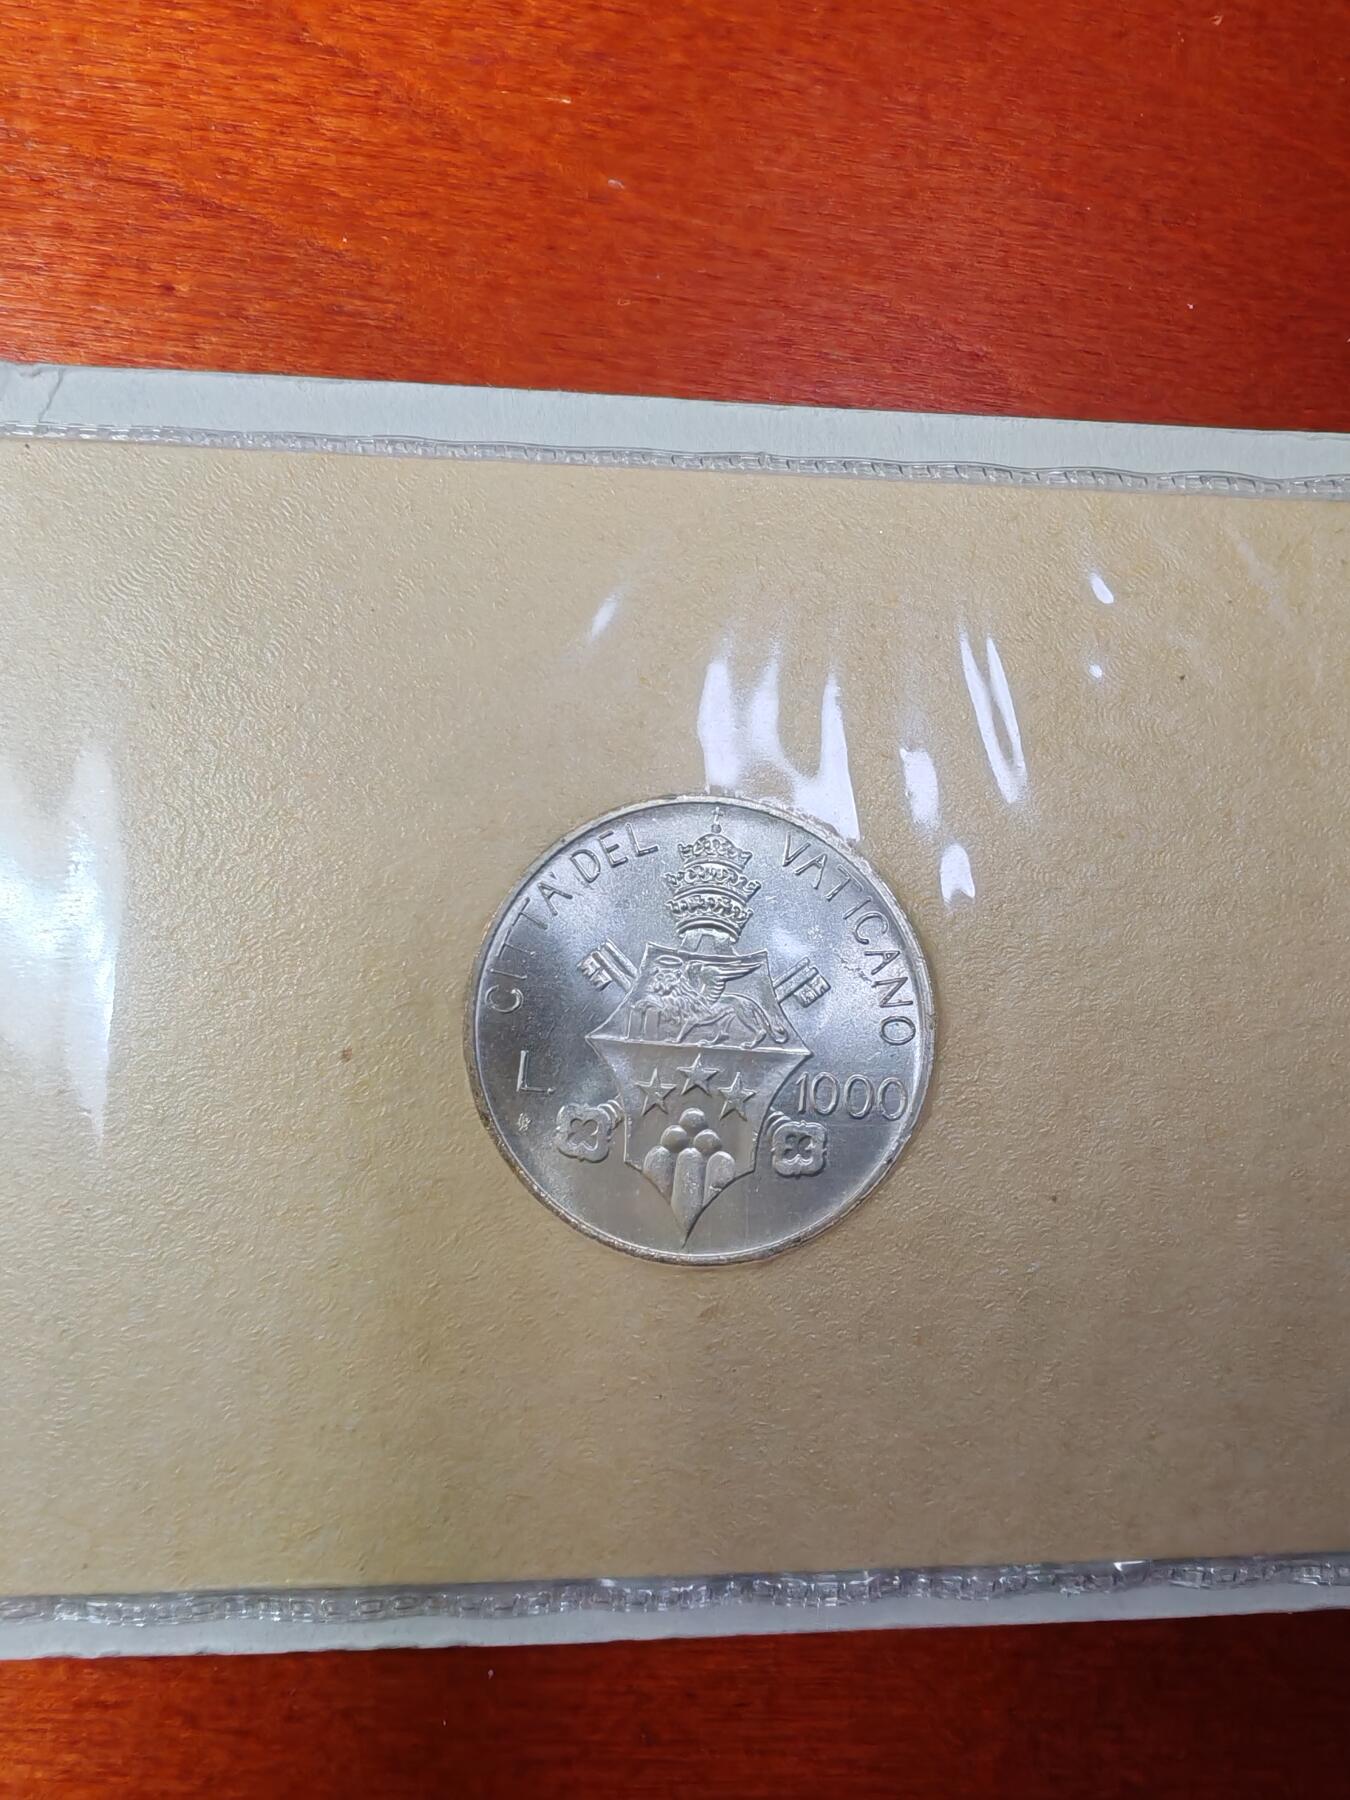 CITTA' DEL VATICANO
L. 1000